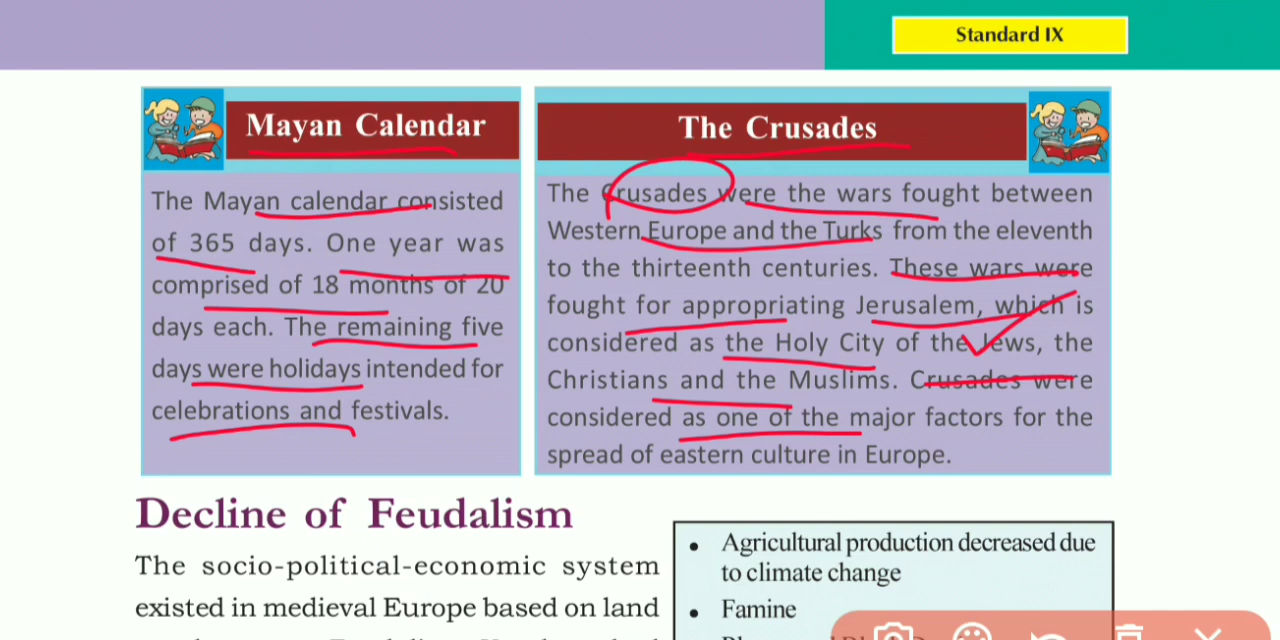 Standard IX
Mayan Calendar
The Mayan calendar consisted
of 365 days. One year was
comprised of 18 months of 20
days each. The remaining five
days were holidays intended for
celebrations and festivals.
The Crusades
The Crusades were the wars fought between
Western Europe and the Turks from the eleventh
to the thirteenth centuries. These wars were
fought for appropriating Jerusalem, which is
considered as the Holy City of the Jews, the
Christians and the Muslims. Crusades were
considered as one of the major factors for the
spread of eastern culture in Europe.
Decline of Feudalism
The socio-political-economic system
existed in medieval Europe based on land
• Agricultural production decreased due
to climate change
• Famine